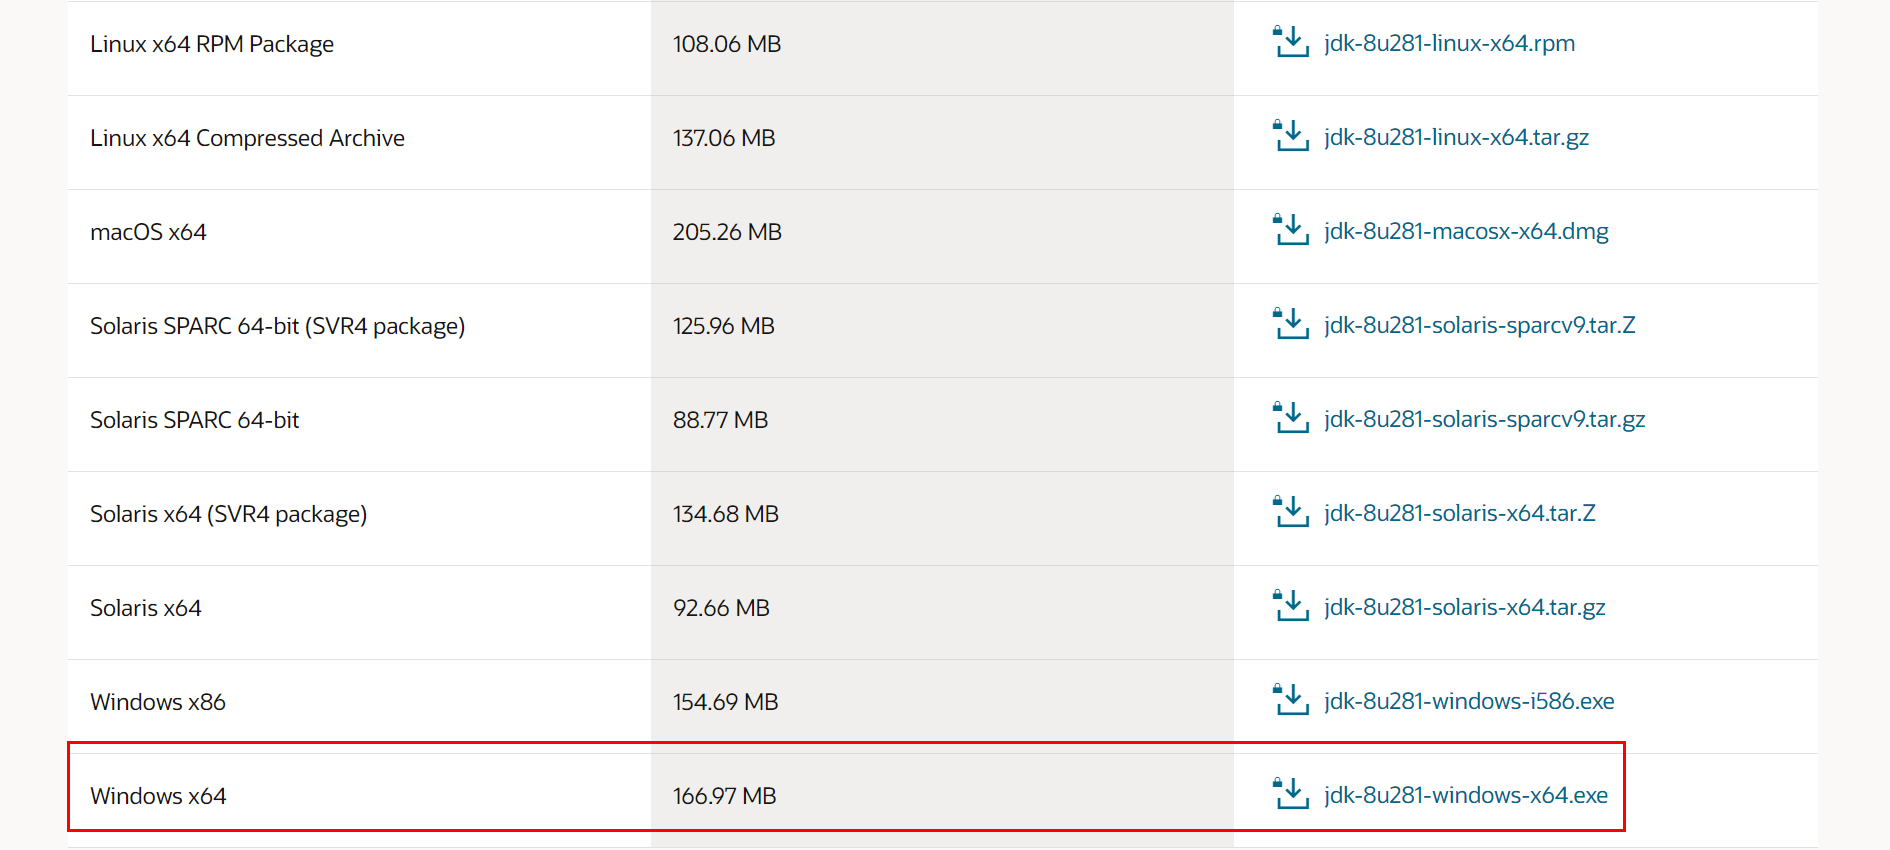 Linux x64 RPM Package 108.06 MB jdk-8u281-linux-x64.rpm
Linux x64 Compressed Archive 137.06 MB jdk-8u281-linux-x64.tar.gz
macOS x64 205.26 MB jdk-8u281-macosx-x64.dmg
Solaris SPARC 64-bit (SVR4 package) 125.96 MB jdk-8u281-solaris-sparcv9.tar.Z
Solaris SPARC 64-bit 88.77 MB jdk-8u281-solaris-sparcv9.tar.gz
Solaris x64 (SVR4 package) 134.68 MB jdk-8u281-solaris-x64.tar.Z
Solaris x64 92.66 MB jdk-8u281-solaris-x64.tar.gz
Windows x86 154.69 MB jdk-8u281-windows-i586.exe
Windows x64 166.97 MB jdk-8u281-windows-x64.exe